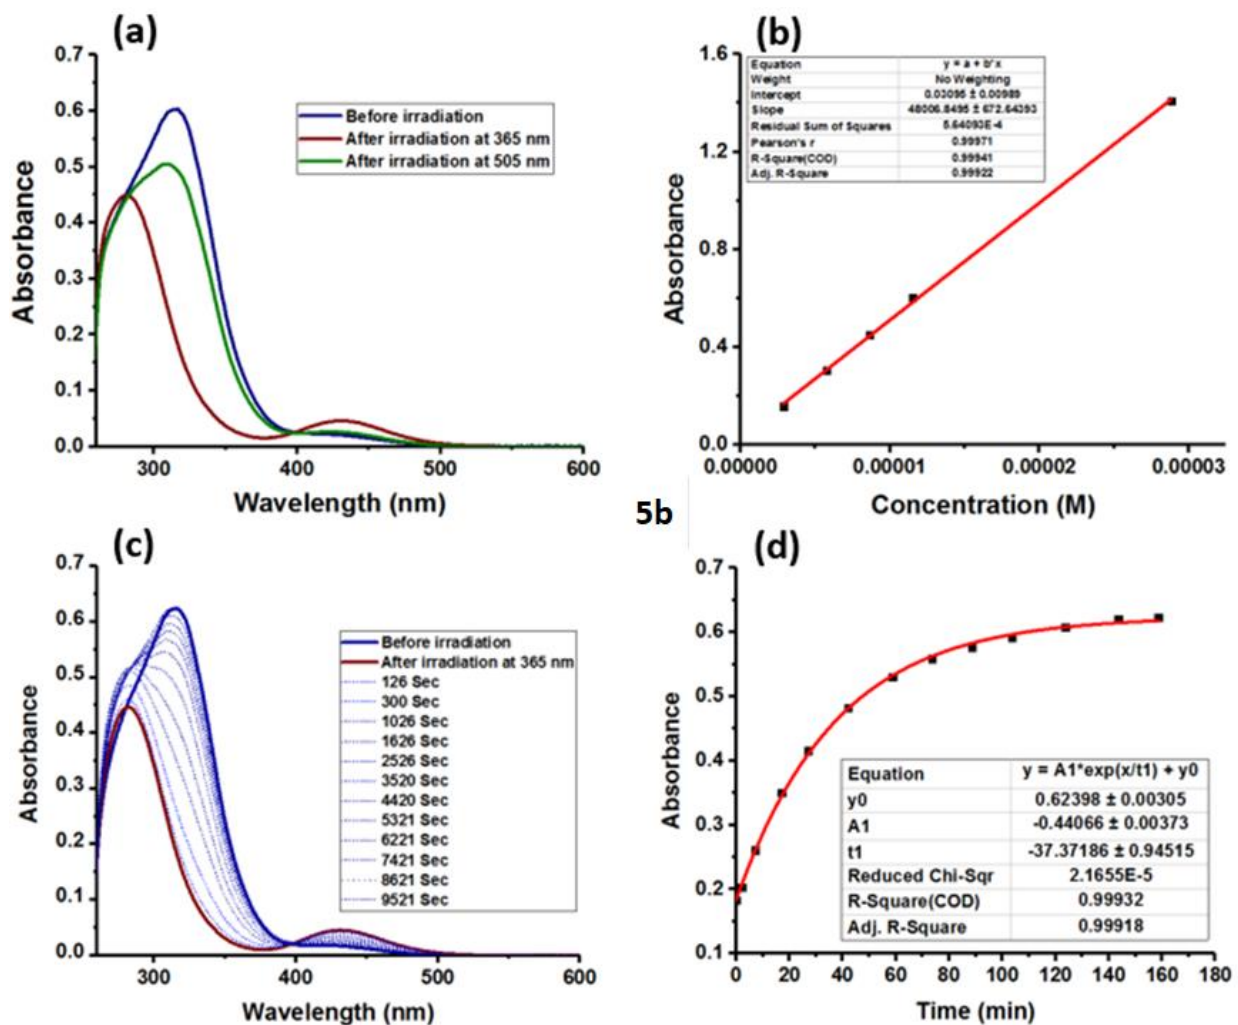 (a)
0.7
0.6
0.5
0.4
0.3
0.2
0.1
0.0
Absorbance
Before irradiation
After irradiation at 365 nm
After irradiation at 505 nm
300 400 500 600
Wavelength (nm)
(b)
1.6
1.2
0.8
0.4
0.0
Absorbance
Equation y = a + b*x
Weight No Weighting
Intercept 0.03095 ± 0.00989
Slope 48006.8495 ± 672.64393
Residual Sum of Squares 5.64093E-4
Pearson's r 0.99971
R-Square(COD) 0.99941
Adj. R-Square 0.99922
0.00000 0.00001 0.00002 0.00003
Concentration (M)
5b
(c)
0.7
0.6
0.5
0.4
0.3
0.2
0.1
0.0
Absorbance
Before irradiation
After irradiation at 365 nm
126 Sec
300 Sec
1026 Sec
1626 Sec
2526 Sec
3520 Sec
4420 Sec
5321 Sec
6221 Sec
7421 Sec
8621 Sec
9521 Sec
300 400 500 600
Wavelength (nm)
(d)
0.7
0.6
0.5
0.4
0.3
0.2
0.1
Absorbance
Equation y = A1*exp(x/t1) + y0
y0 0.62398 ± 0.00305
A1 -0.44066 ± 0.00373
t1 -37.37186 ± 0.94515
Reduced Chi-Sqr 2.1655E-5
R-Square(COD) 0.99932
Adj. R-Square 0.99918
0 20 40 60 80 100 120 140 160 180
Time (min)